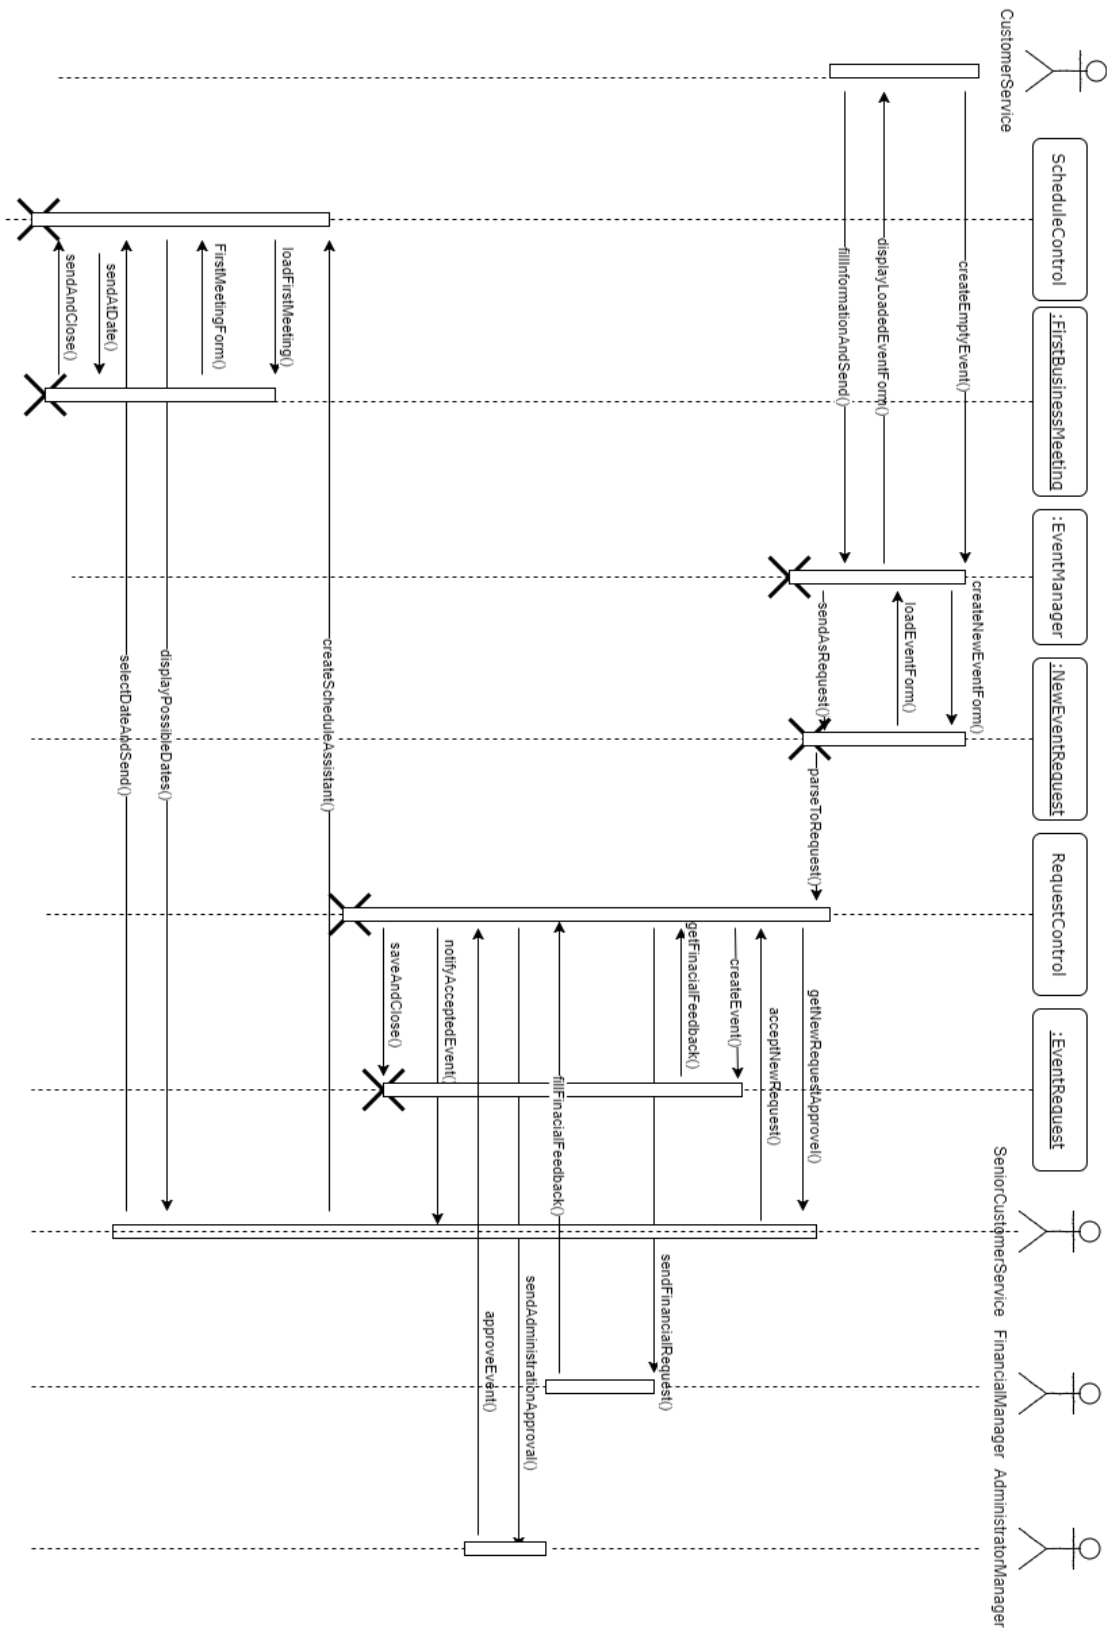 CustomerService
ScheduleControl
:FirstBusinessMeeting
:EventManager
:NewEventRequest
RequestControl
:EventRequest
SeniorCustomerService
FinancialManager
AdministratorManager
createEmptyEvent()
createNewEventForm()
loadEventForm()
displayLoadedEventForm()
fillInformationAndSend()
sendAsRequest()
parseToRequest()
getNewRequestApprovel()
acceptNewRequest()
createEvent()
getFinacialFeedback()
sendFinancialRequest()
fillFinacialFeedback()
sendAdministrationApproval()
approveEvent()
notifyAcceptedEvent()
saveAndClose()
createScheduleAssistant()
loadFirstMeeting()
FirstMeetingForm()
displayPossibleDates()
selectDateAndSend()
sendAtDate()
sendAndClose()